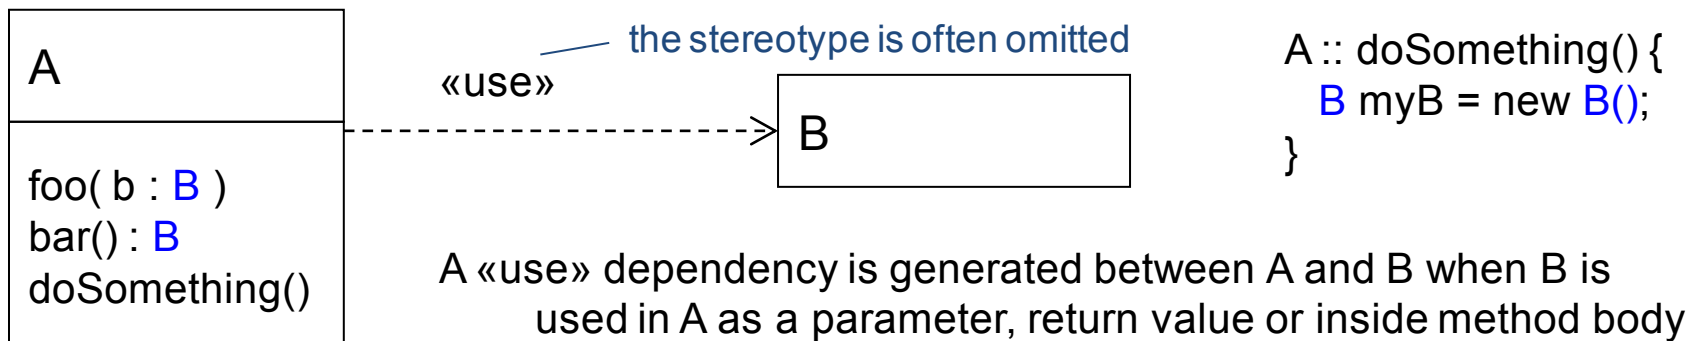 the stereotype is often omitted
A
«use»
B
foo( b : B )
bar() : B
doSomething()
A :: doSomething() {
B myB = new B();
}
A «use» dependency is generated between A and B when B is
used in A as a parameter, return value or inside method body